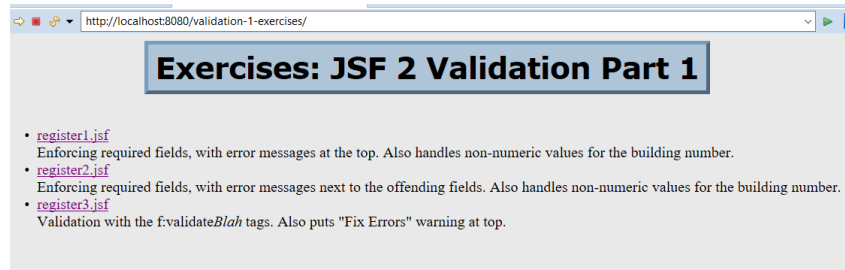 http://localhost:8080/validation-1-exercises/
Exercises: JSF 2 Validation Part 1
• register1.jsf
Enforcing required fields, with error messages at the top. Also handles non-numeric values for the building number.
• register2.jsf
Enforcing required fields, with error messages next to the offending fields. Also handles non-numeric values for the building number.
• register3.jsf
Validation with the f:validateBlah tags. Also puts "Fix Errors" warning at top.